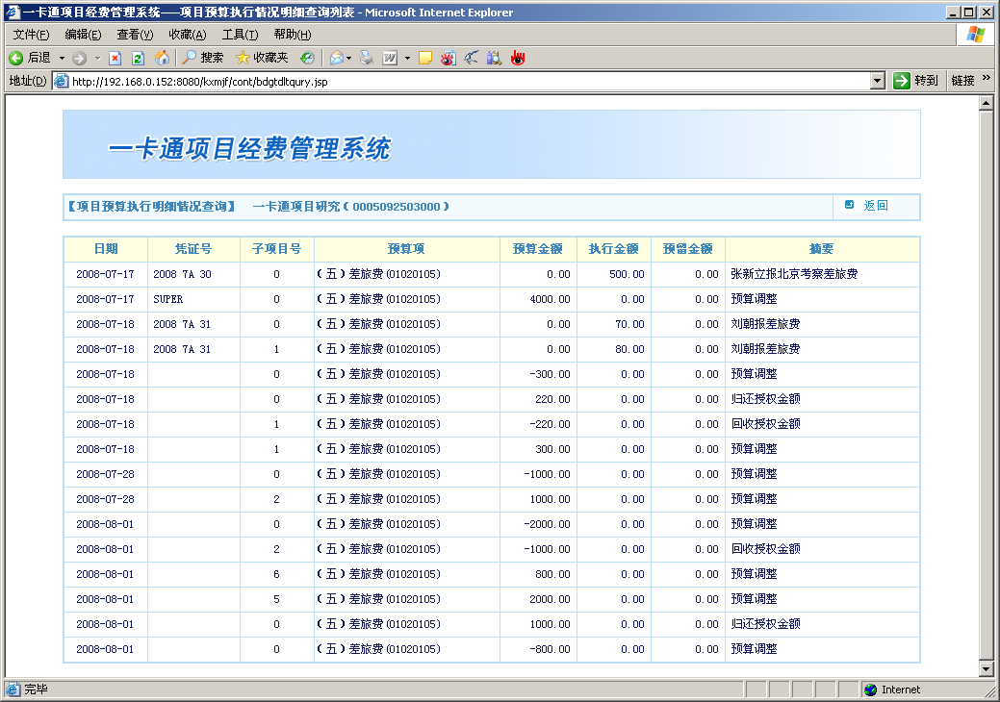 一卡通项目经费管理系统——项目预算执行情况明细查询列表 - Microsoft Internet Explorer
文件(F) 编辑(E) 查看(V) 收藏(A) 工具(T) 帮助(H)
后退 搜索 收藏夹
地址(D) http://192.168.0.152:8080/kxmjf/cont/bdgtdltqury.jsp 转到 链接 »
一卡通项目经费管理系统
【项目预算执行明细情况查询】 一卡通项目研究(0005092503000) 返回
日期 凭证号 子项目号 预算项 预算金额 执行金额 预留金额 摘要
2008-07-17 2008 7A 30 0 (五)差旅费(01020105) 0.00 500.00 0.00 张新立报北京考察差旅费
2008-07-17 SUPER 0 (五)差旅费(01020105) 4000.00 0.00 0.00 预算调整
2008-07-18 2008 7A 31 0 (五)差旅费(01020105) 0.00 70.00 0.00 刘朝报差旅费
2008-07-18 2008 7A 31 1 (五)差旅费(01020105) 0.00 80.00 0.00 刘朝报差旅费
2008-07-18 0 (五)差旅费(01020105) -300.00 0.00 0.00 预算调整
2008-07-18 0 (五)差旅费(01020105) 220.00 0.00 0.00 归还授权金额
2008-07-18 1 (五)差旅费(01020105) -220.00 0.00 0.00 回收授权金额
2008-07-18 1 (五)差旅费(01020105) 300.00 0.00 0.00 预算调整
2008-07-28 0 (五)差旅费(01020105) -1000.00 0.00 0.00 预算调整
2008-07-28 2 (五)差旅费(01020105) 1000.00 0.00 0.00 预算调整
2008-08-01 0 (五)差旅费(01020105) -2000.00 0.00 0.00 预算调整
2008-08-01 2 (五)差旅费(01020105) -1000.00 0.00 0.00 回收授权金额
2008-08-01 6 (五)差旅费(01020105) 800.00 0.00 0.00 预算调整
2008-08-01 5 (五)差旅费(01020105) 2000.00 0.00 0.00 预算调整
2008-08-01 0 (五)差旅费(01020105) 1000.00 0.00 0.00 归还授权金额
2008-08-01 0 (五)差旅费(01020105) -800.00 0.00 0.00 预算调整
完毕 Internet